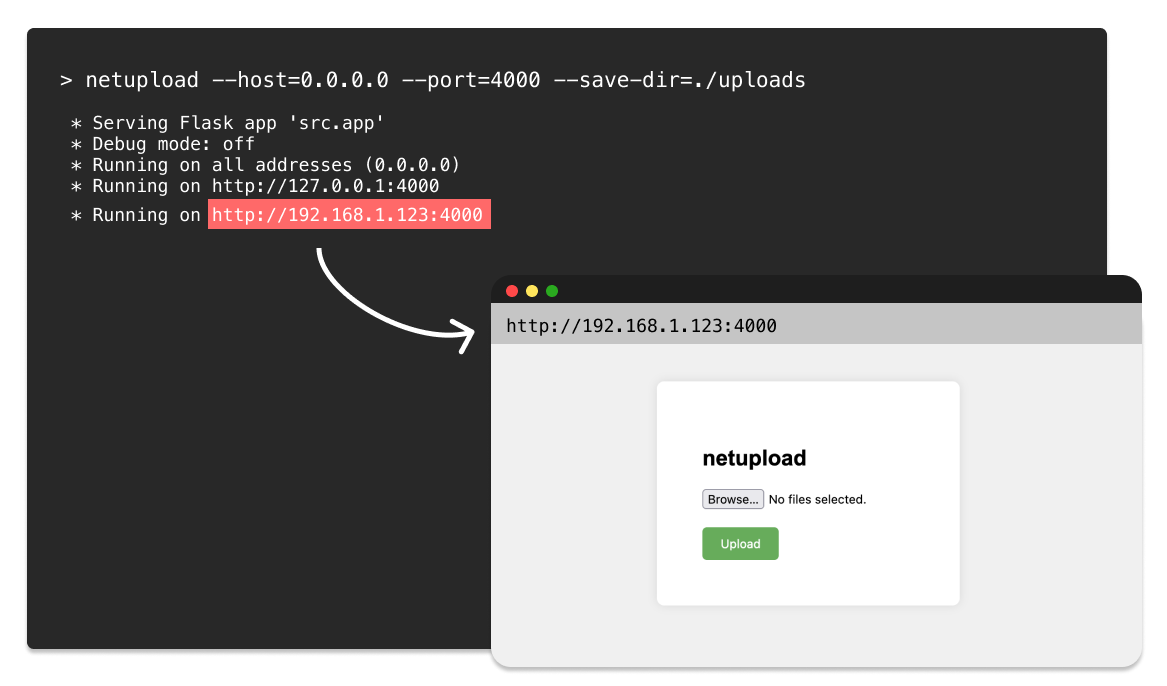 > netupload --host=0.0.0.0 --port=4000 --save-dir=./uploads
* Serving Flask app 'src.app'
* Debug mode: off
* Running on all addresses (0.0.0.0)
* Running on http://127.0.0.1:4000
* Running on http://192.168.1.123:4000
http://192.168.1.123:4000
netupload
Browse... No files selected.
Upload